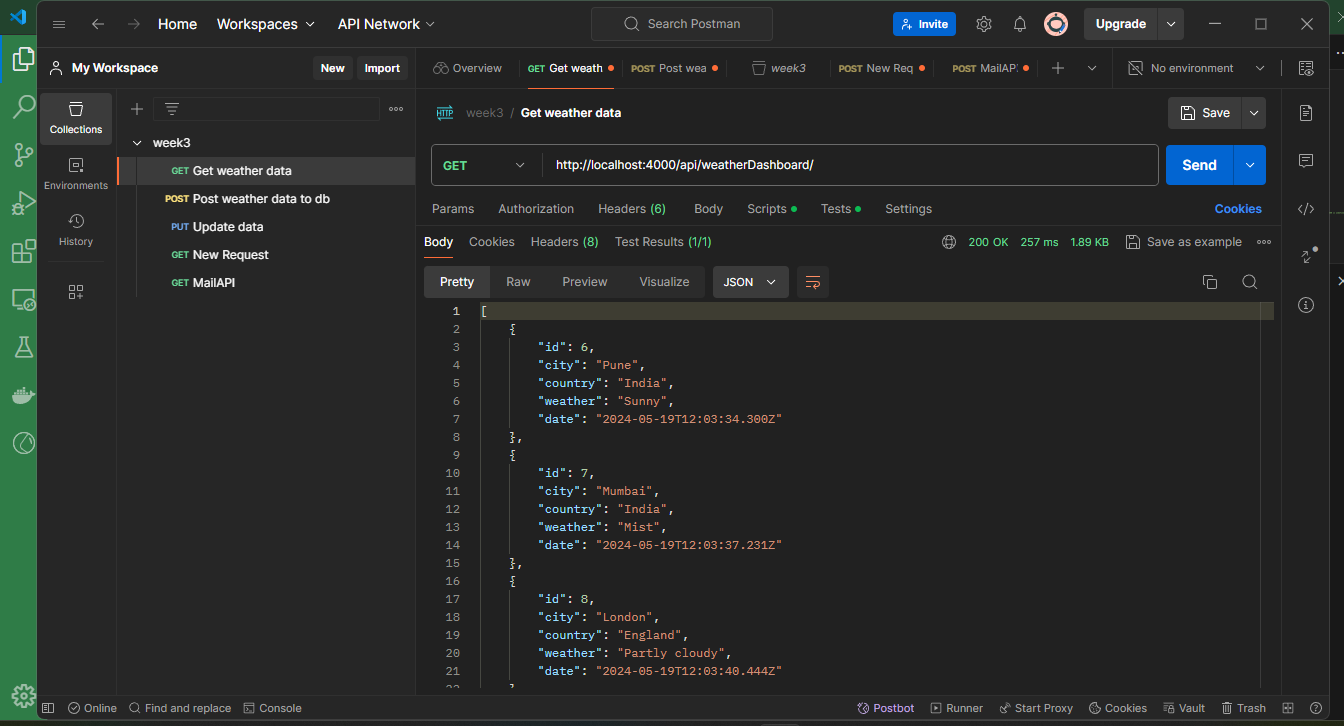 Home Workspaces API Network Search Postman Invite Upgrade
My Workspace New Import
Overview GET Get weath POST Post wea week3 POST New Req POST MailAP No environment
Collections
Environments
History
week3
GET Get weather data
POST Post weather data to db
PUT Update data
GET New Request
GET MailAPI
HTTP week3 / Get weather data Save
GET http://localhost:4000/api/weatherDashboard/ Send
Params Authorization Headers (6) Body Scripts Tests Settings Cookies
Body Cookies Headers (8) Test Results (1/1) 200 OK 257 ms 1.89 KB Save as example
Pretty Raw Preview Visualize JSON
1 [
2 {
3 "id": 6,
4 "city": "Pune",
5 "country": "India",
6 "weather": "Sunny",
7 "date": "2024-05-19T12:03:34.300Z"
8 },
9 {
10 "id": 7,
11 "city": "Mumbai",
12 "country": "India",
13 "weather": "Mist",
14 "date": "2024-05-19T12:03:37.231Z"
15 },
16 {
17 "id": 8,
18 "city": "London",
19 "country": "England",
20 "weather": "Partly cloudy",
21 "date": "2024-05-19T12:03:40.444Z"
Online Find and replace Console Postbot Runner Start Proxy Cookies Vault Trash